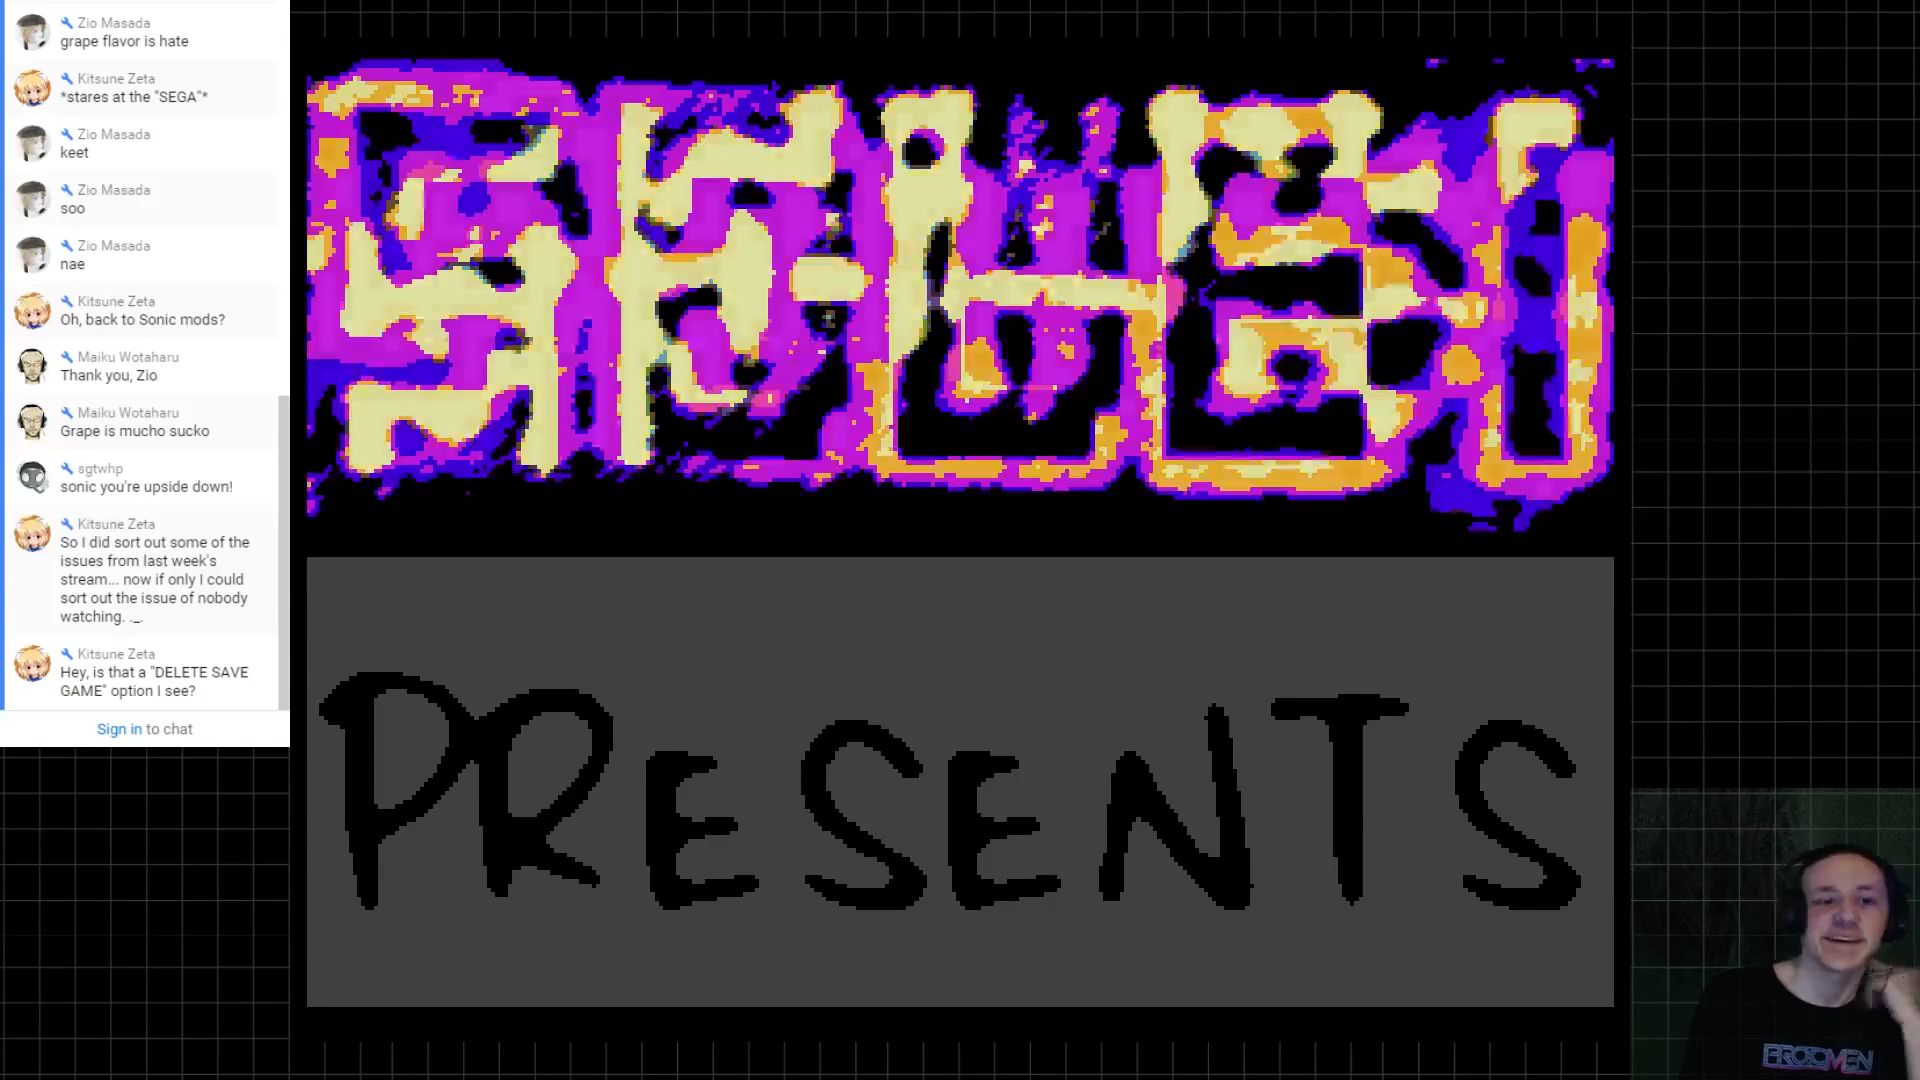 Zio Masada
grape flavor is hate
Kitsune Zeta
*stares at the "SEGA"*
Zio Masada
keet
Zio Masada
soo
Zio Masada
nae
Kitsune Zeta
Oh, back to Sonic mods?
Maiku Wotaharu
Thank you, Zio
Maiku Wotaharu
Grape is mucho sucko
sgtwhp
sonic you're upside down!
Kitsune Zeta
So I did sort out some of the
issues from last week's
stream... now if only I could
sort out the issue of nobody
watching. ._.
Kitsune Zeta
Hey, is that a "DELETE SAVE
GAME" option I see?
Sign in to chat
PRESENTS